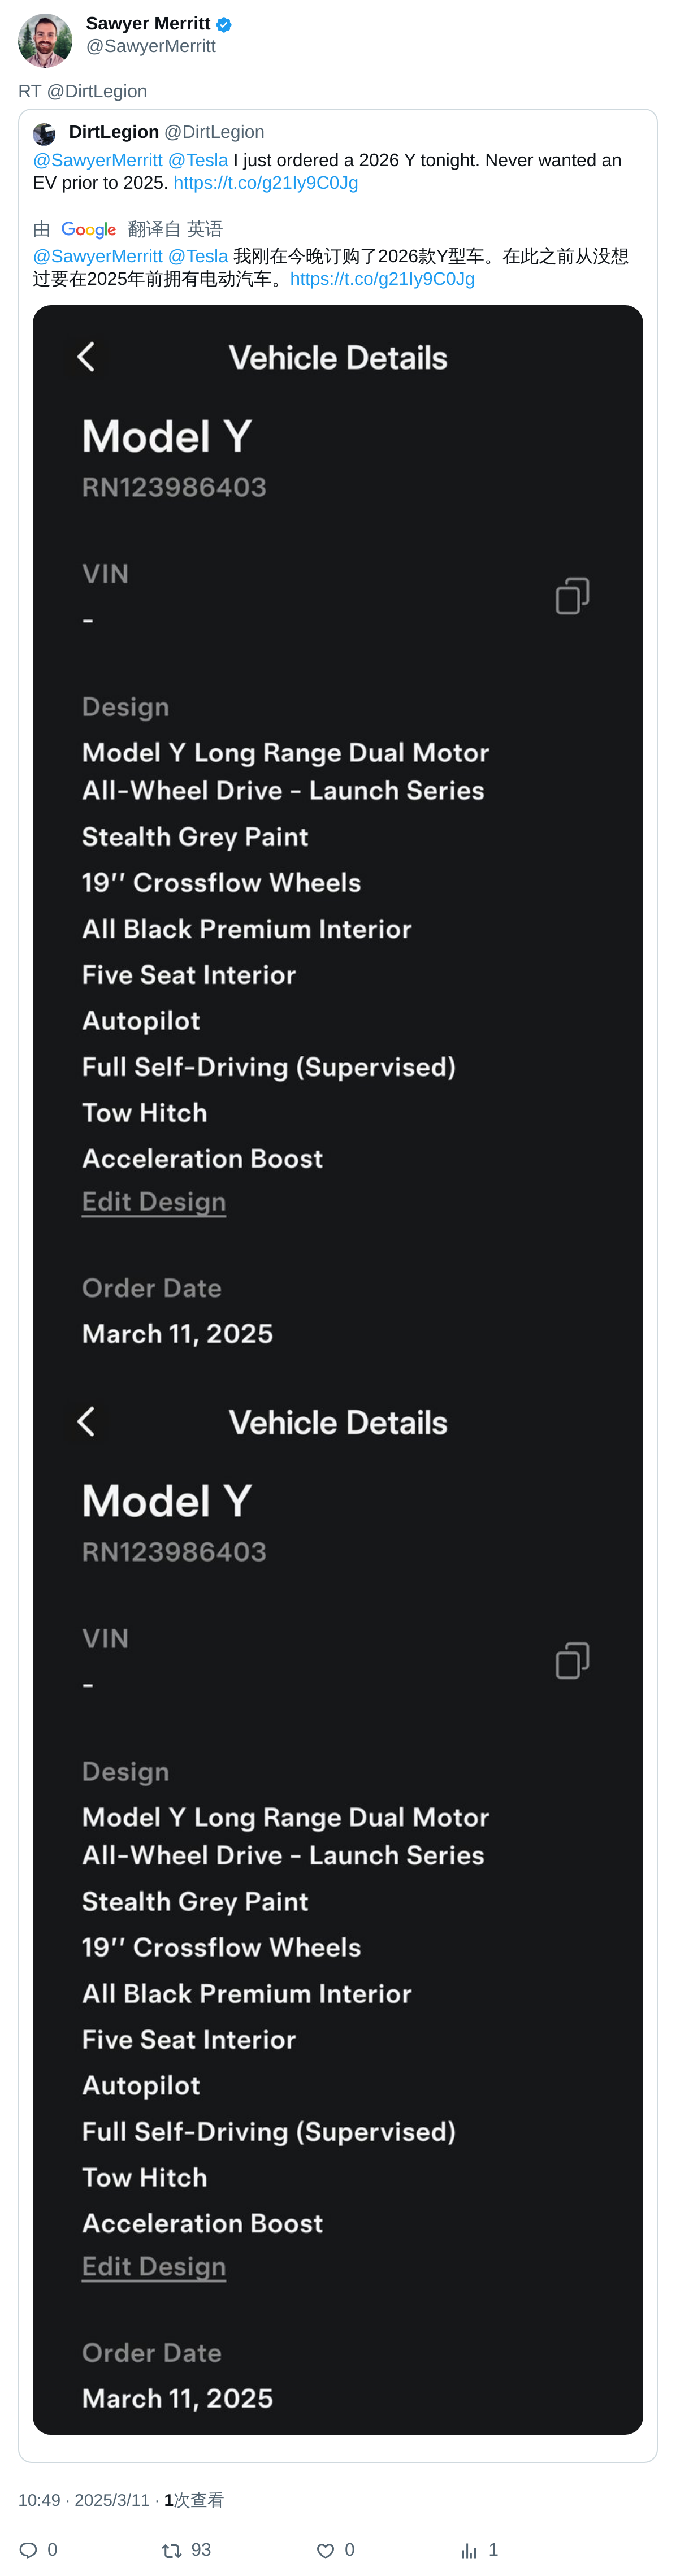 Sawyer Merritt
@SawyerMerritt
RT @DirtLegion
DirtLegion @DirtLegion
@SawyerMerritt @Tesla I just ordered a 2026 Y tonight. Never wanted an
EV prior to 2025. https://t.co/g21Iy9C0Jg
由 Google 翻译自 英语
@SawyerMerritt @Tesla 我刚在今晚订购了2026款Y型车。在此之前从没想
过要在2025年前拥有电动汽车。https://t.co/g21Iy9C0Jg
Vehicle Details
Model Y
RN123986403
VIN
-
Design
Model Y Long Range Dual Motor
All-Wheel Drive - Launch Series
Stealth Grey Paint
19′′ Crossflow Wheels
All Black Premium Interior
Five Seat Interior
Autopilot
Full Self-Driving (Supervised)
Tow Hitch
Acceleration Boost
Edit Design
Order Date
March 11, 2025
Vehicle Details
Model Y
RN123986403
VIN
-
Design
Model Y Long Range Dual Motor
All-Wheel Drive - Launch Series
Stealth Grey Paint
19′′ Crossflow Wheels
All Black Premium Interior
Five Seat Interior
Autopilot
Full Self-Driving (Supervised)
Tow Hitch
Acceleration Boost
Edit Design
Order Date
March 11, 2025
10:49 · 2025/3/11 · 1次查看
0 93 0 1